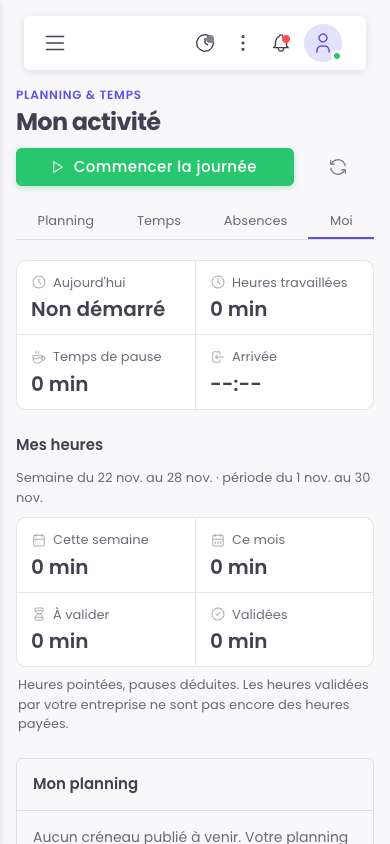 PLANNING & TEMPS
Mon activité
Commencer la journée
Planning Temps Absences Moi
Aujourd'hui
Non démarré
Heures travaillées
0 min
Temps de pause
0 min
Arrivée
--:--
Mes heures
Semaine du 22 nov. au 28 nov. · période du 1 nov. au 30
nov.
Cette semaine
0 min
Ce mois
0 min
À valider
0 min
Validées
0 min
Heures pointées, pauses déduites. Les heures validées
par votre entreprise ne sont pas encore des heures
payées.
Mon planning
Aucun créneau publié à venir. Votre planning